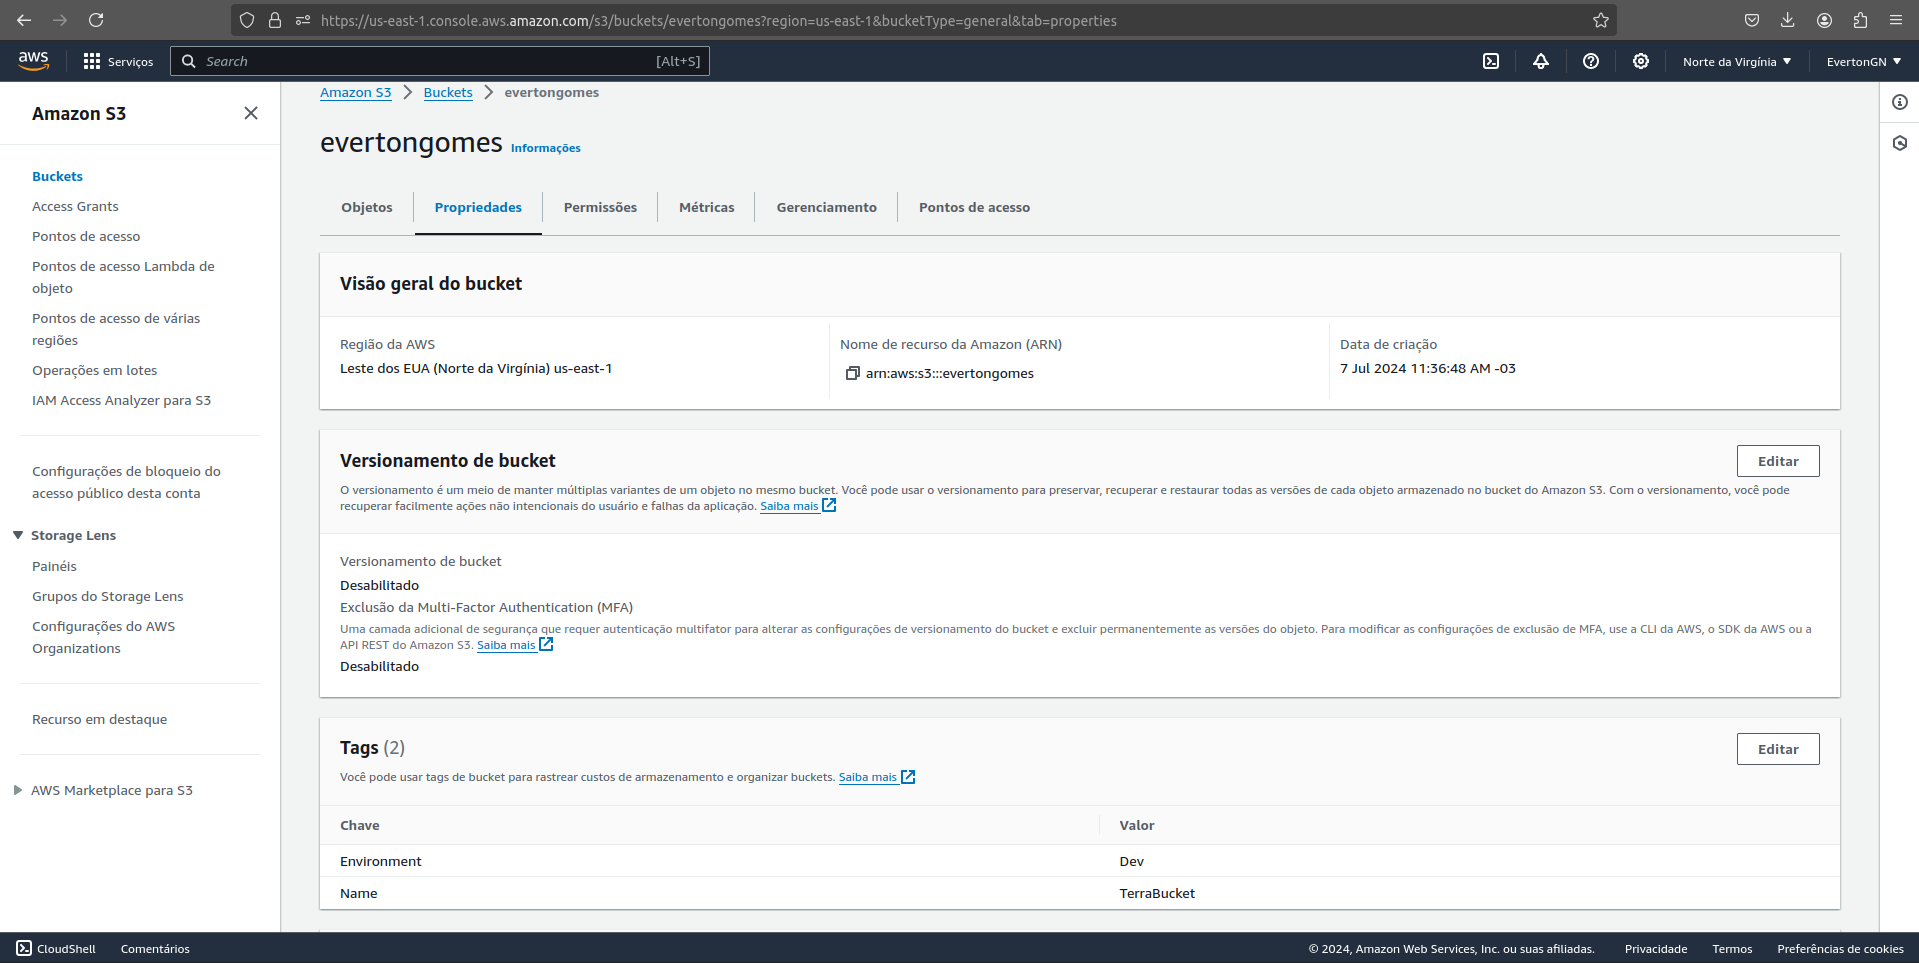 https://us-east-1.console.aws.amazon.com/s3/buckets/evertongomes?region=us-east-1&bucketType=general&tab=properties
aws
Serviços
Search
[Alt+S]
Norte da Virgínia
EvertonGN
Amazon S3
Buckets
Access Grants
Pontos de acesso
Pontos de acesso Lambda de
objeto
Pontos de acesso de várias
regiões
Operações em lotes
IAM Access Analyzer para S3
Configurações de bloqueio do
acesso público desta conta
Storage Lens
Painéis
Grupos do Storage Lens
Configurações do AWS
Organizations
Recurso em destaque
AWS Marketplace para S3
Amazon S3 > Buckets > evertongomes
evertongomes Informações
Objetos
Propriedades
Permissões
Métricas
Gerenciamento
Pontos de acesso
Visão geral do bucket
Região da AWS
Leste dos EUA (Norte da Virgínia) us-east-1
Nome de recurso da Amazon (ARN)
arn:aws:s3:::evertongomes
Data de criação
7 Jul 2024 11:36:48 AM -03
Versionamento de bucket
Editar
O versionamento é um meio de manter múltiplas variantes de um objeto no mesmo bucket. Você pode usar o versionamento para preservar, recuperar e restaurar todas as versões de cada objeto armazenado no bucket do Amazon S3. Com o versionamento, você pode
recuperar facilmente ações não intencionais do usuário e falhas da aplicação. Saiba mais
Versionamento de bucket
Desabilitado
Exclusão da Multi-Factor Authentication (MFA)
Uma camada adicional de segurança que requer autenticação multifator para alterar as configurações de versionamento do bucket e excluir permanentemente as versões do objeto. Para modificar as configurações de exclusão de MFA, use a CLI da AWS, o SDK da AWS ou a
API REST do Amazon S3. Saiba mais
Desabilitado
Tags (2)
Editar
Você pode usar tags de bucket para rastrear custos de armazenamento e organizar buckets. Saiba mais
Chave
Valor
Environment
Dev
Name
TerraBucket
CloudShell
Comentários
© 2024, Amazon Web Services, Inc. ou suas afiliadas.
Privacidade
Termos
Preferências de cookies